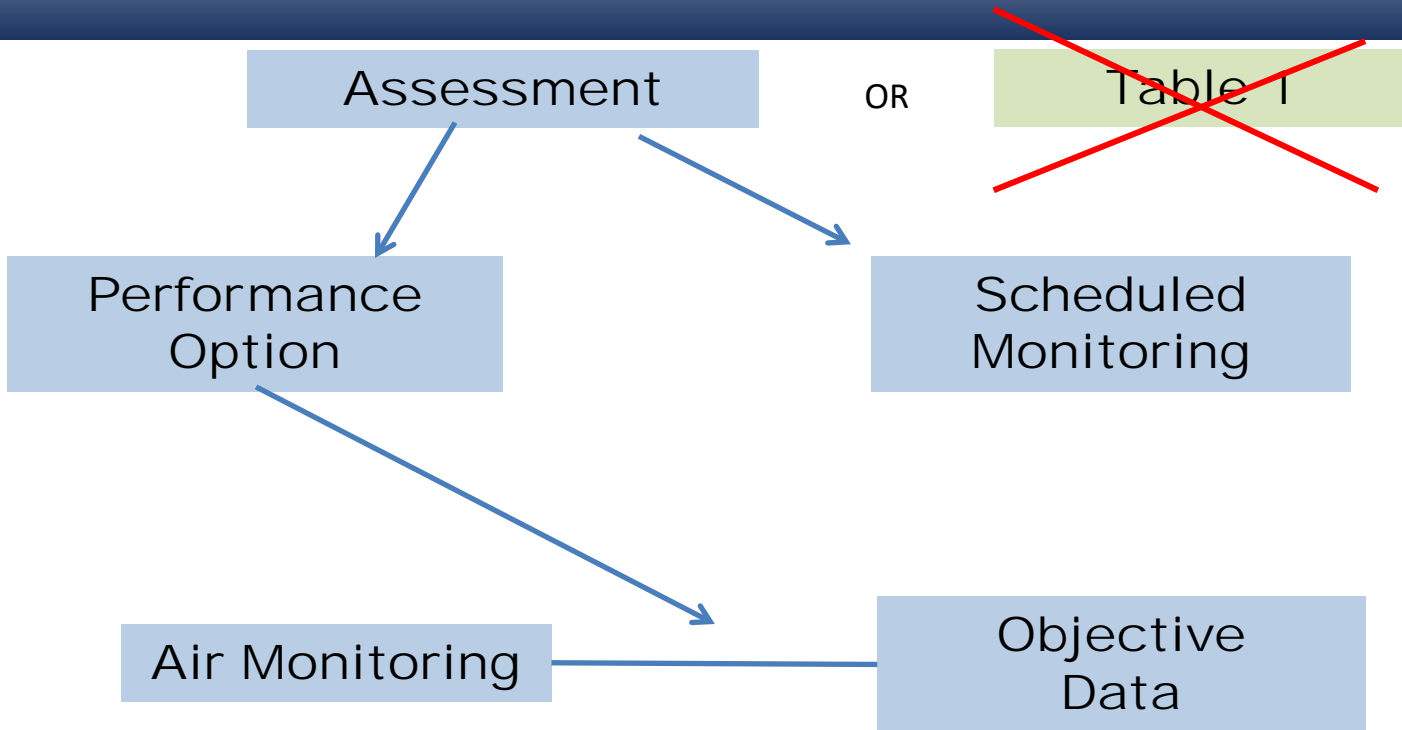 Assessment
OR
Table 1
Performance
Option
Scheduled
Monitoring
Air Monitoring
Objective
Data